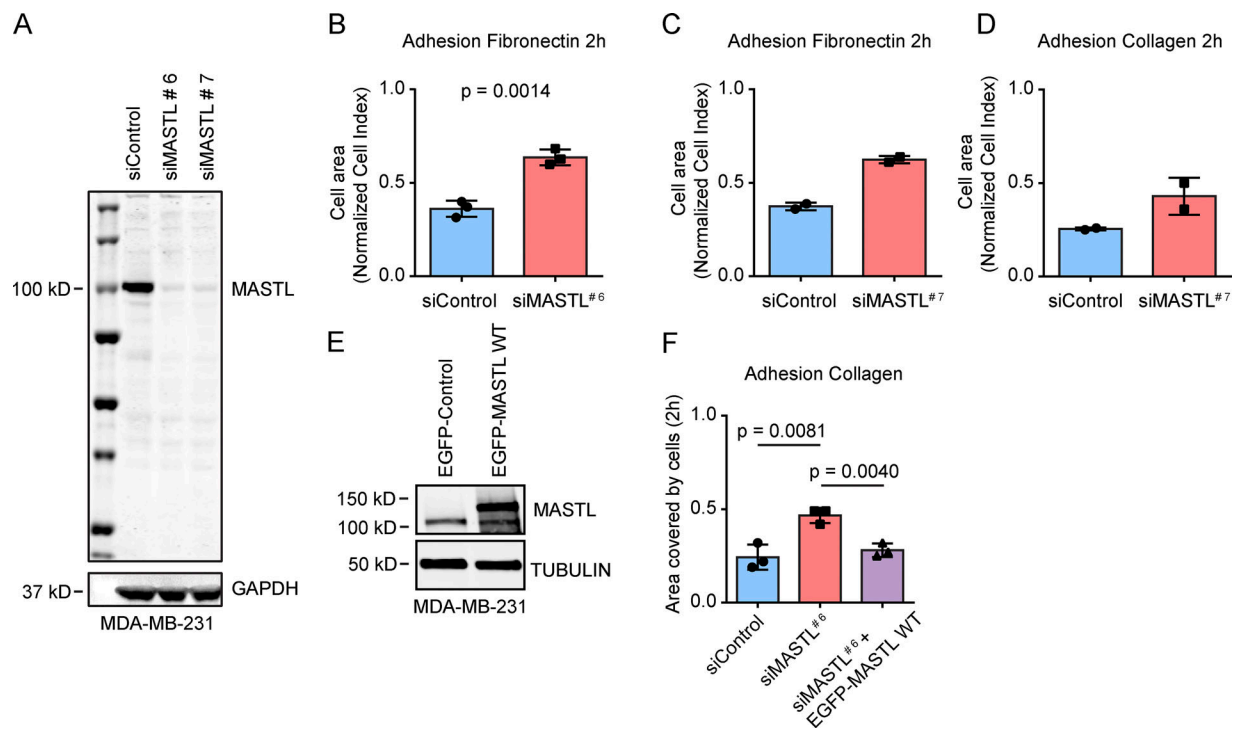 A
siControl
siMASTL # 6
siMASTL # 7
100 kD
MASTL
37 kD
GAPDH
MDA-MB-231
B
Adhesion Fibronectin 2h
Cell area
(Normalized Cell Index)
1.0
0.5
0.0
p = 0.0014
siControl
siMASTL# 6
C
Adhesion Fibronectin 2h
Cell area
(Normalized Cell Index)
1.0
0.5
0.0
siControl
siMASTL# 7
D
Adhesion Collagen 2h
Cell area
(Normalized Cell Index)
1.0
0.5
0.0
siControl
siMASTL# 7
E
EGFP-Control
EGFP-MASTL WT
150 kD
100 kD
MASTL
50 kD
TUBULIN
MDA-MB-231
F
Adhesion Collagen
Area covered by cells (2h)
1.0
0.5
0.0
p = 0.0081
p = 0.0040
siControl
siMASTL# 6
siMASTL# 6 +
EGFP-MASTL WT